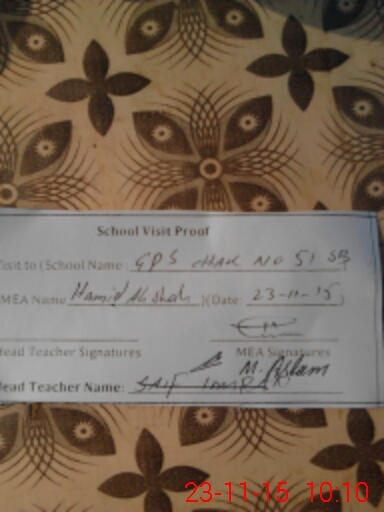 School Visit Proof
Visit to (School Name: GPS CHAK NO 51 SB
MEA Name Hamid Ali Shah )(Date: 23-11-15)
Head Teacher Signatures MEA Signatures
M. Aslam
Head Teacher Name: SAIF
23-11-15 10:10